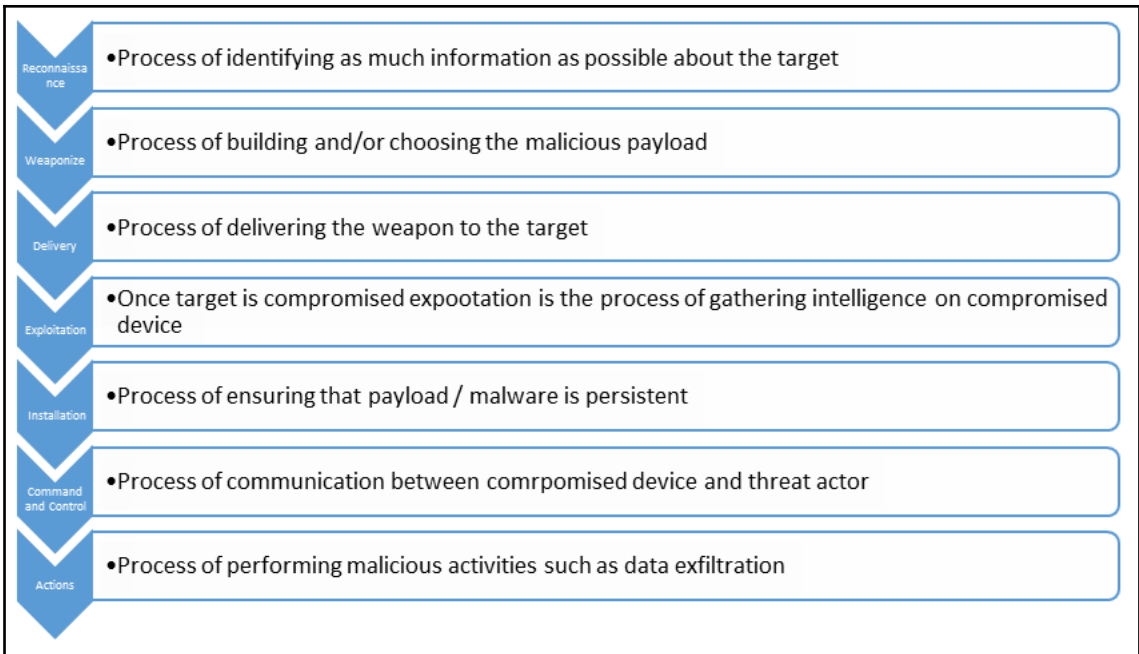 Reconnaissa
nce
•Process of identifying as much information as possible about the target
Weaponize
•Process of building and/or choosing the malicious payload
Delivery
•Process of delivering the weapon to the target
Exploitation
•Once target is compromised expootation is the process of gathering intelligence on compromised
device
Installation
•Process of ensuring that payload / malware is persistent
Command
and Control
•Process of communication between comrpomised device and threat actor
Actions
•Process of performing malicious activities such as data exfiltration